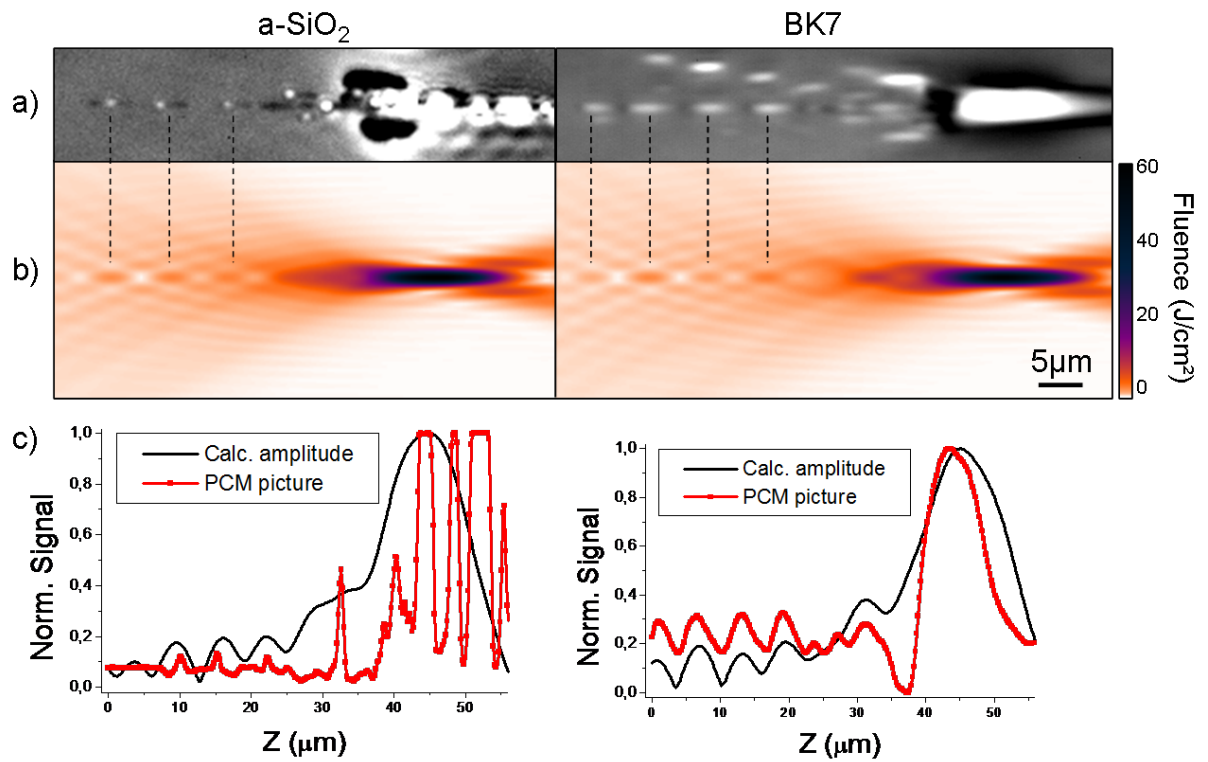 a-SiO₂ BK7
a)
b)
60
40
20
0
Fluence (J/cm²)
5μm
c)
Calc. amplitude
PCM picture
1,0
0,8
0,6
0,4
0,2
0,0
Norm. Signal
0 10 20 30 40 50
Z (μm)
Calc. amplitude
PCM picture
1,0
0,8
0,6
0,4
0,2
0,0
Norm. Signal
0 10 20 30 40 50
Z (μm)